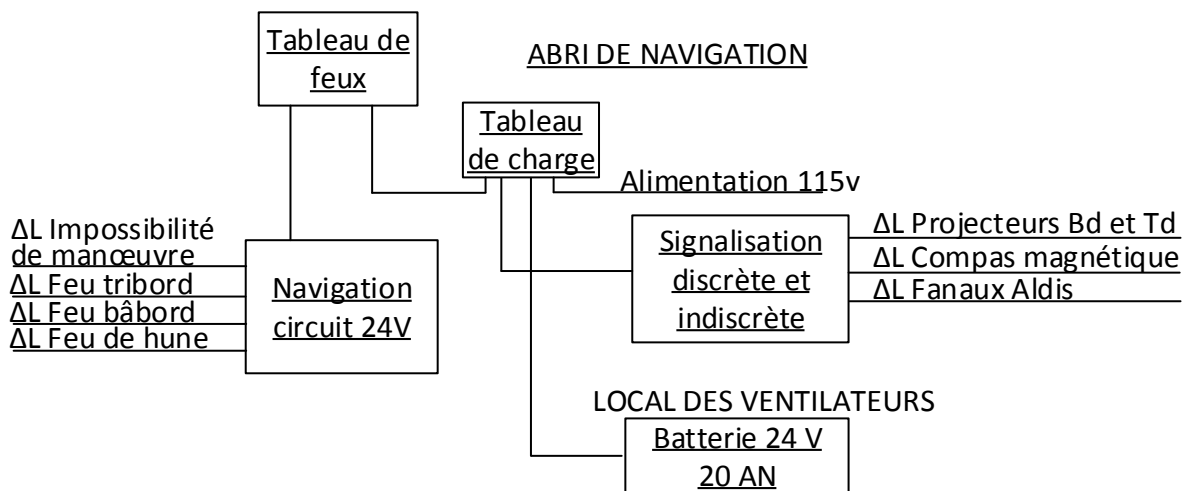 Tableau de
feux
ABRI DE NAVIGATION
Tableau
de charge
Alimentation 115v
ΔL Impossibilité
de manœuvre
ΔL Feu tribord
ΔL Feu bâbord
ΔL Feu de hune
Navigation
circuit 24V
Signalisation
discrète et
indiscrète
ΔL Projecteurs Bd et Td
ΔL Compas magnétique
ΔL Fanaux Aldis
LOCAL DES VENTILATEURS
Batterie 24 V
20 AN